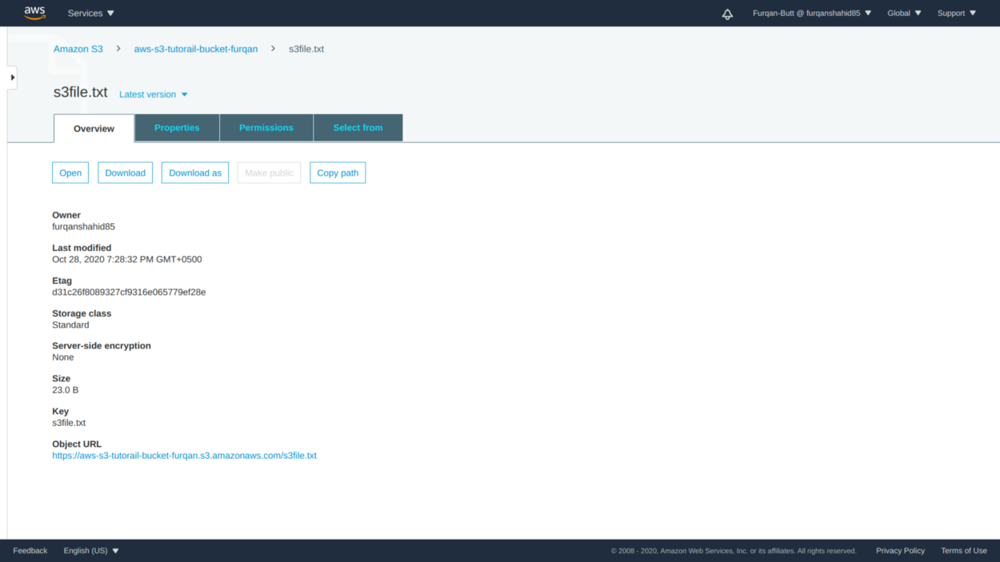 aws Services Furqan-Butt @ furqanshahid85 Global Support
Amazon S3 > aws-s3-tutorail-bucket-furqan > s3file.txt
s3file.txt Latest version
Overview Properties Permissions Select from
Open Download Download as Make public Copy path
Owner
furqanshahid85
Last modified
Oct 28, 2020 7:28:32 PM GMT+0500
Etag
d31c26f8089327cf9316e065779ef28e
Storage class
Standard
Server-side encryption
None
Size
23.0 B
Key
s3file.txt
Object URL
https://aws-s3-tutorail-bucket-furqan.s3.amazonaws.com/s3file.txt
Feedback English (US) © 2008 - 2020, Amazon Web Services, Inc. or its affiliates. All rights reserved. Privacy Policy Terms of Use